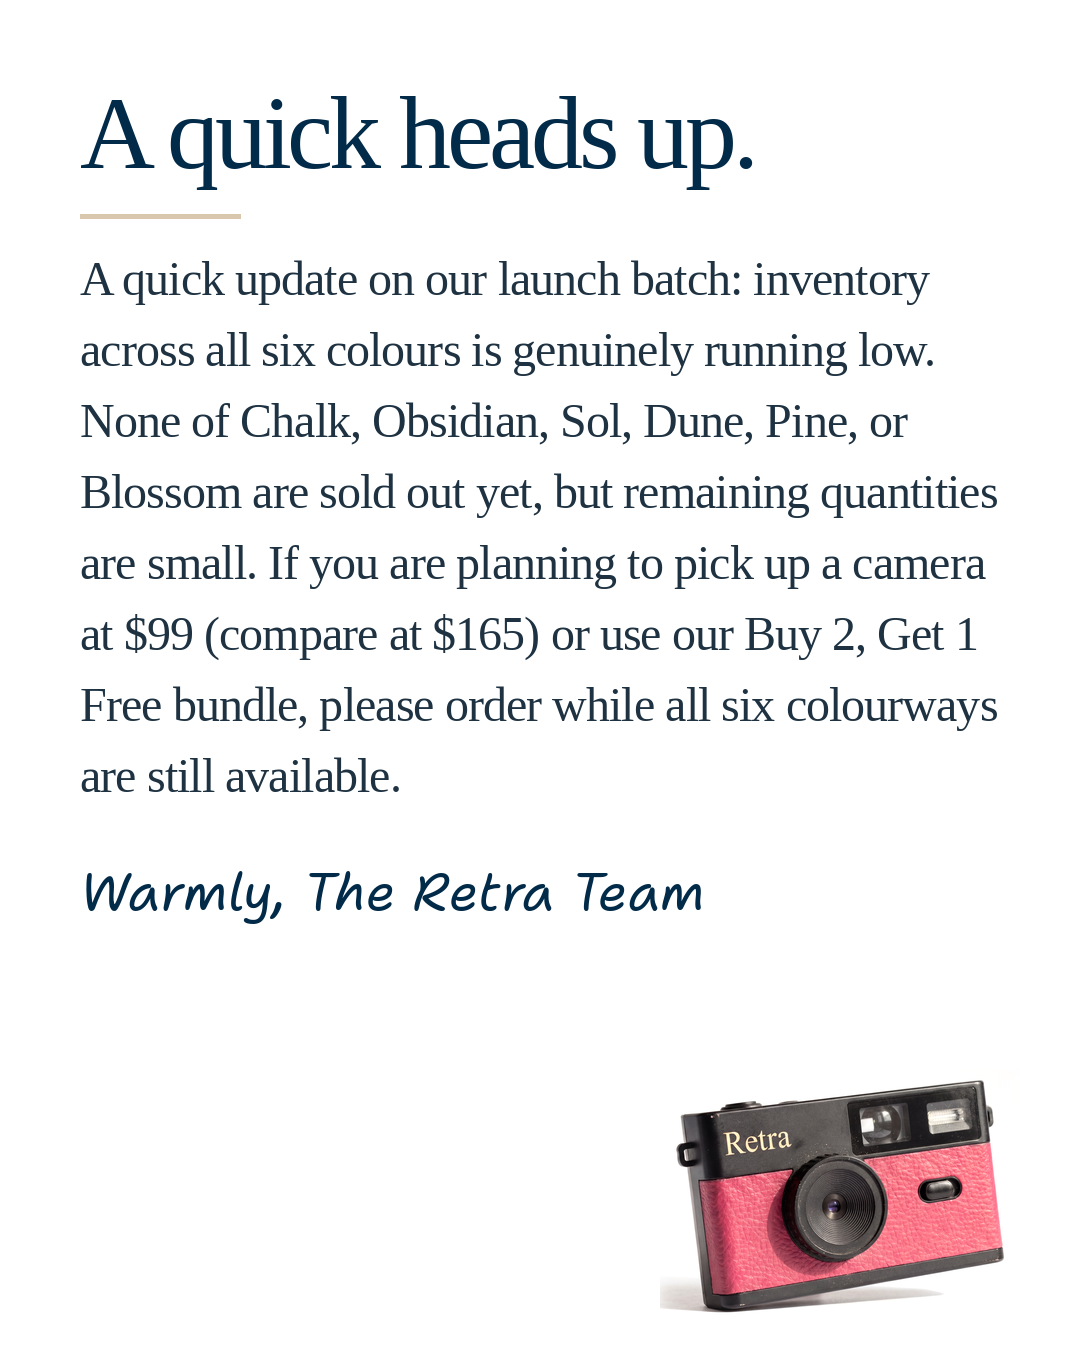 A quick heads up.
A quick update on our launch batch: inventory
across all six colours is genuinely running low.
None of Chalk, Obsidian, Sol, Dune, Pine, or
Blossom are sold out yet, but remaining quantities
are small. If you are planning to pick up a camera
at $99 (compare at $165) or use our Buy 2, Get 1
Free bundle, please order while all six colourways
are still available.
Warmly, The Retra Team
Retra